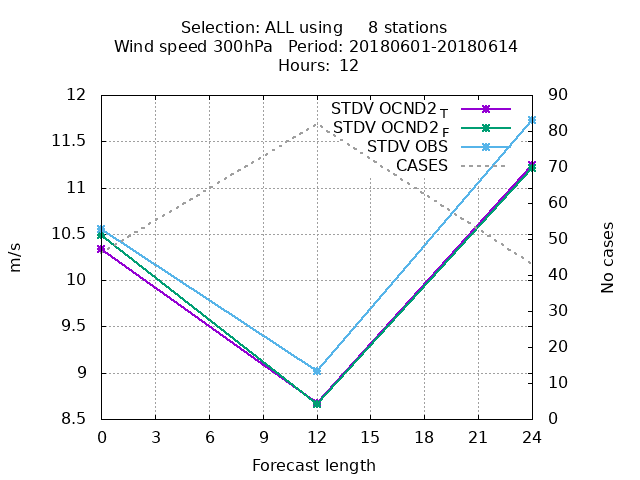 Selection: ALL using     8 stations
Wind speed 300hPa   Period: 20180601-20180614
Hours: 12
STDV OCND2_T
STDV OCND2_F
STDV OBS
CASES
12
11.5
11
10.5
10
9.5
9
8.5
m/s
90
80
70
60
50
40
30
20
10
0
No cases
0 3 6 9 12 15 18 21 24
Forecast length